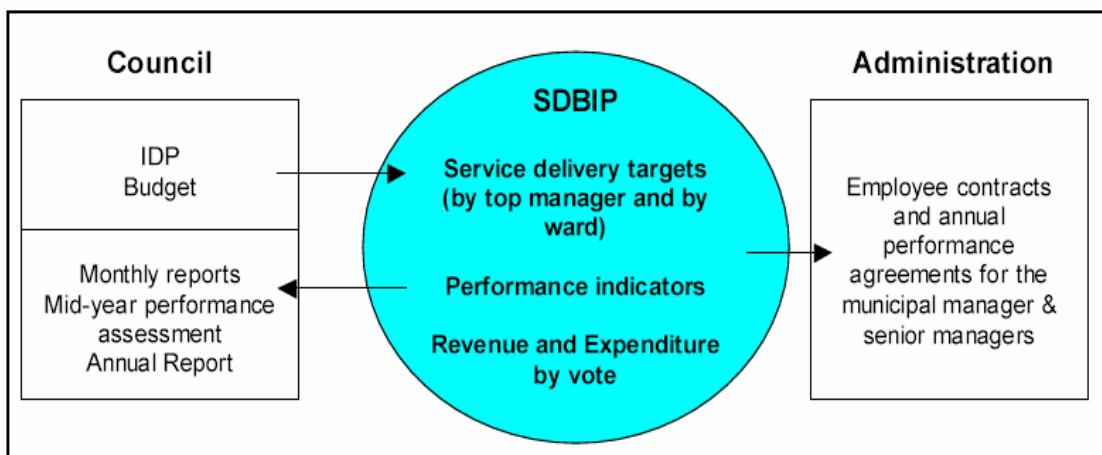 Council
IDP
Budget
Monthly reports
Mid-year performance
assessment
Annual Report
SDBIP
Service delivery targets
(by top manager and by
ward)
Performance indicators
Revenue and Expenditure
by vote
Administration
Employee contracts
and annual
performance
agreements for the
municipal manager &
senior managers